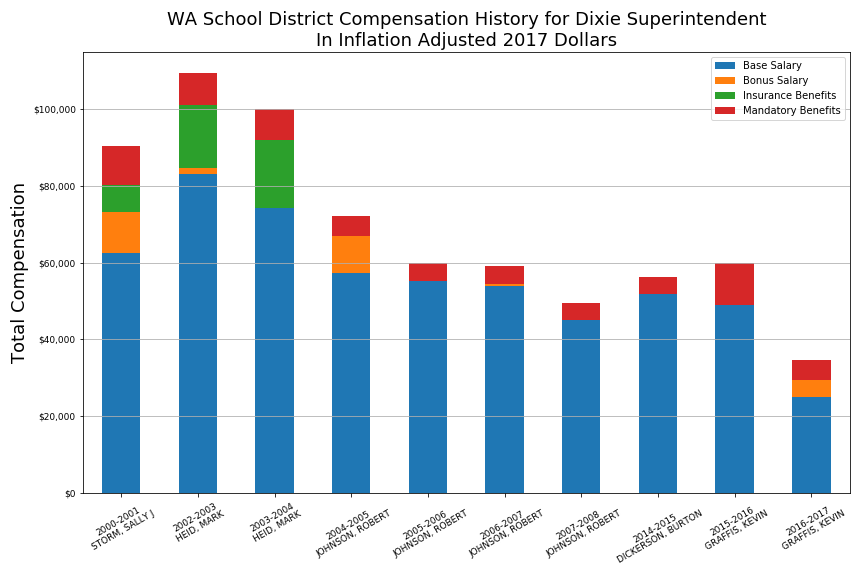 WA School District Compensation History for Dixie Superintendent
In Inflation Adjusted 2017 Dollars
Base Salary
Bonus Salary
Insurance Benefits
Mandatory Benefits
Total Compensation
$100,000
$80,000
$60,000
$40,000
$20,000
$0
2000-2001
STORM, SALLY J
2002-2003
HEID, MARK
2003-2004
HEID, MARK
2004-2005
JOHNSON, ROBERT
2005-2006
JOHNSON, ROBERT
2006-2007
JOHNSON, ROBERT
2007-2008
JOHNSON, ROBERT
2014-2015
DICKERSON, BURTON
2015-2016
GRAFFIS, KEVIN
2016-2017
GRAFFIS, KEVIN